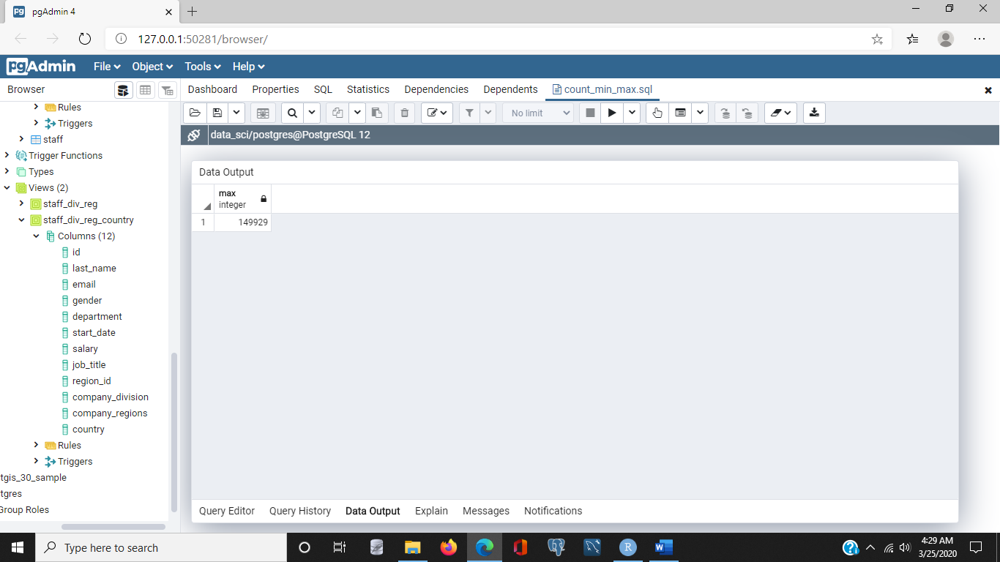 pgAdmin 4
127.0.0.1:50281/browser/
pgAdmin File Object Tools Help
Browser
Dashboard Properties SQL Statistics Dependencies Dependents count_min_max.sql
No limit
data_sci/postgres@PostgreSQL 12
Rules
Triggers
staff
Trigger Functions
Types
Views (2)
staff_div_reg
staff_div_reg_country
Columns (12)
id
last_name
email
gender
department
start_date
salary
job_title
region_id
company_division
company_regions
country
Rules
Triggers
tgis_30_sample
tgres
Group Roles
Data Output
max
integer
1 149929
Query Editor Query History Data Output Explain Messages Notifications
Type here to search
4:29 AM
3/25/2020